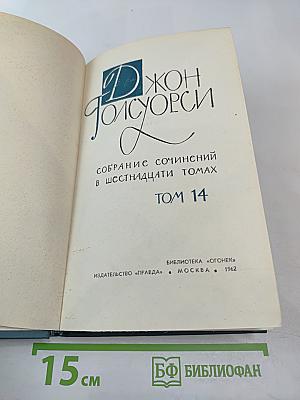 Джон
Голсуорси
СОБРАНИЕ СОЧИНЕНИЙ
В ШЕСТНАДЦАТИ ТОМАХ
ТОМ 14
БИБЛИОТЕКА «ОГОНЕК»
ИЗДАТЕЛЬСТВО «ПРАВДА» • МОСКВА • 1962
15 см
БФ БИБЛИОФАН